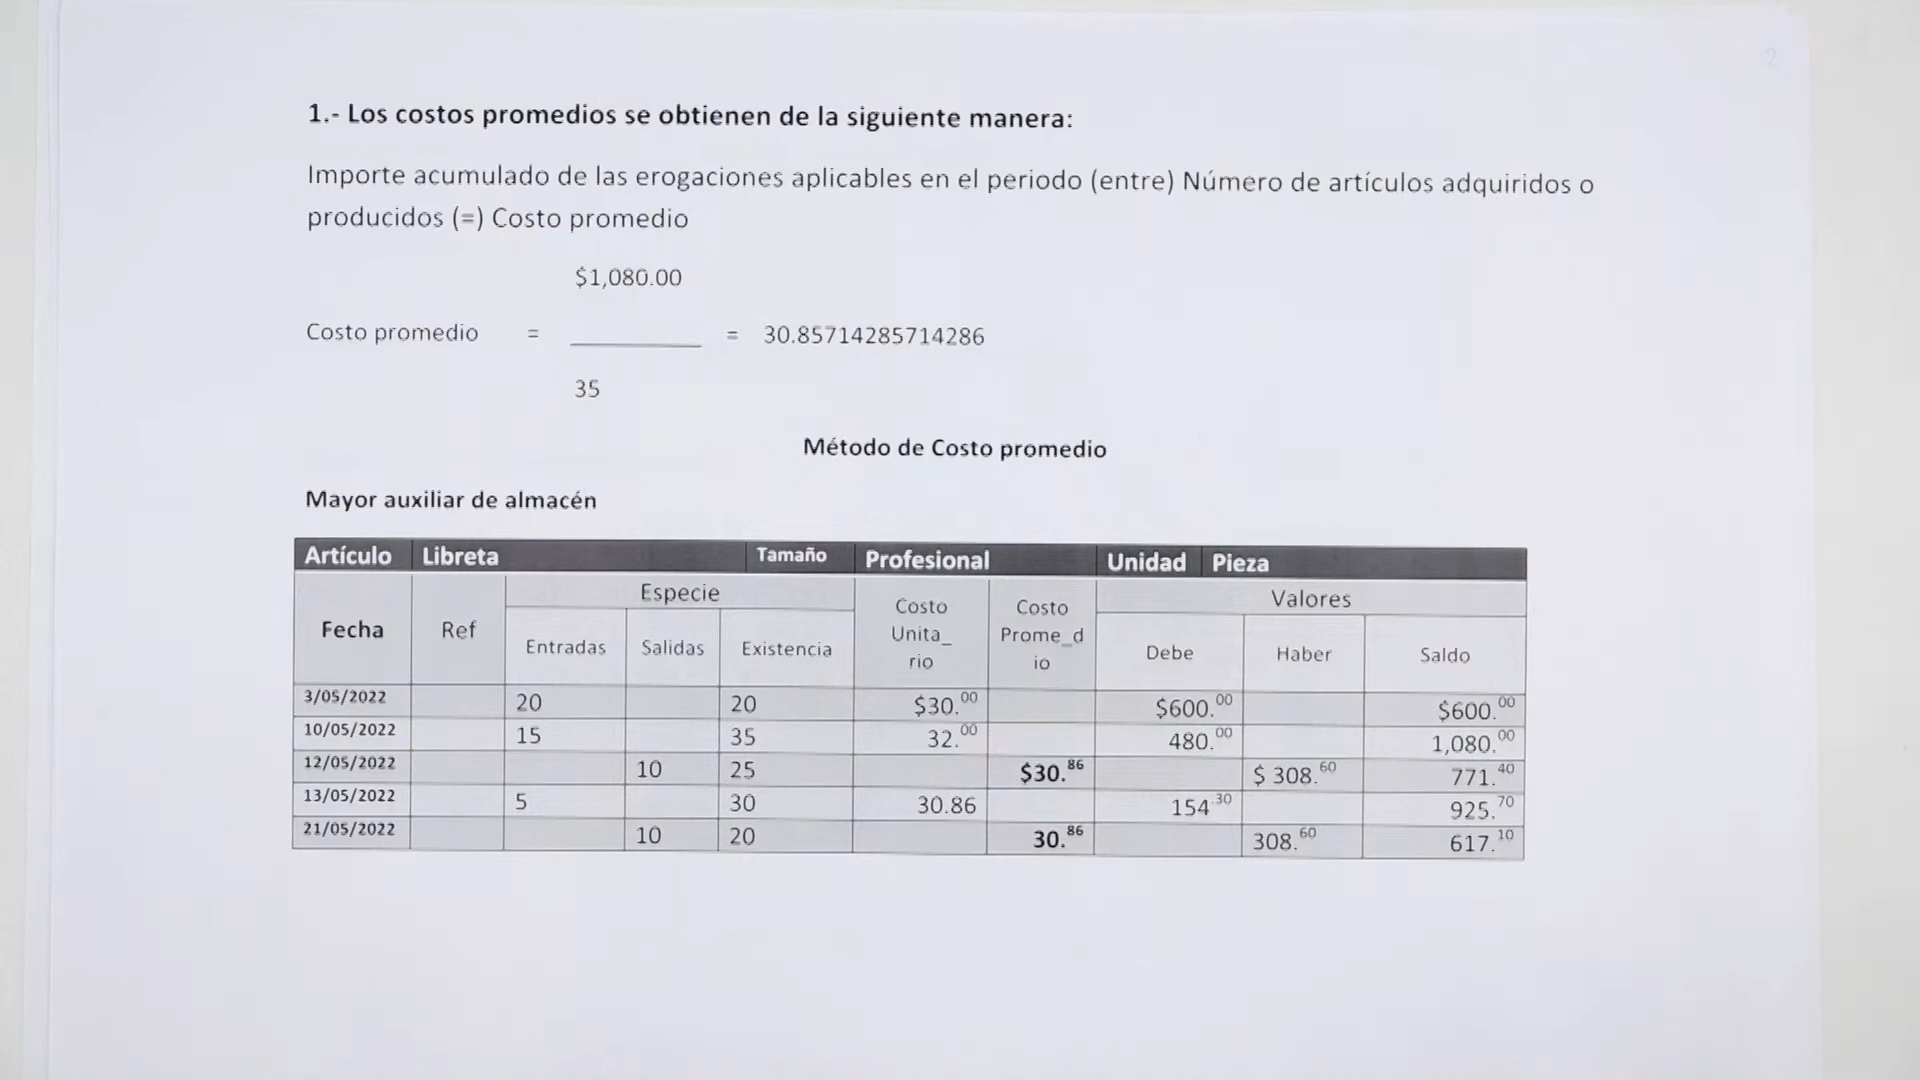 2
1.- Los costos promedios se obtienen de la siguiente manera:
Importe acumulado de las erogaciones aplicables en el periodo (entre) Número de artículos adquiridos o
producidos (=) Costo promedio
$1,080.00
Costo promedio = ________ = 30.85714285714286
35
Método de Costo promedio
Mayor auxiliar de almacén
Artículo Libreta Tamaño Profesional Unidad Pieza
Fecha Ref Especie Costo Unita_ rio Costo Prome_d io Valores
Entradas Salidas Existencia Debe Haber Saldo
3/05/2022 20 20 $30.00 $600.00 $600.00
10/05/2022 15 35 32.00 480.00 1,080.00
12/05/2022 10 25 $30.86 $ 308.60 771.40
13/05/2022 5 30 30.86 154.30 925.70
21/05/2022 10 20 30.86 308.60 617.10